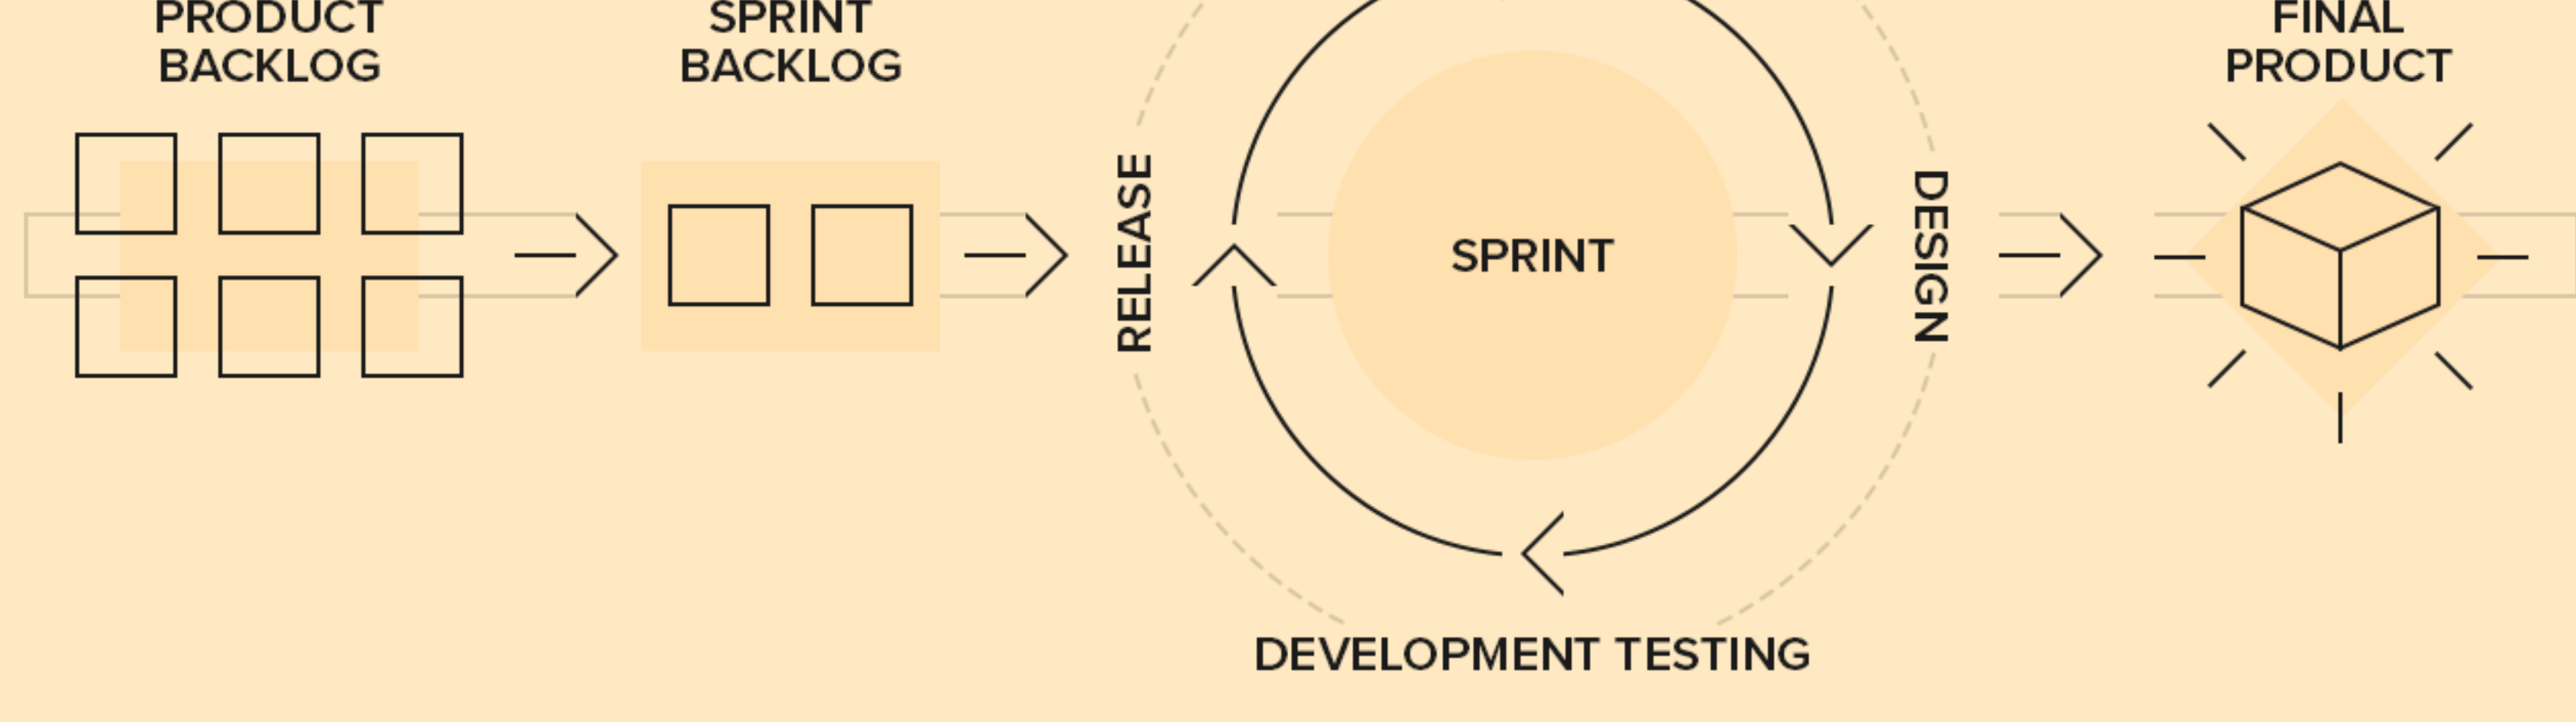 PRODUCT
BACKLOG
SPRINT
BACKLOG
RELEASE
SPRINT
DESIGN
DEVELOPMENT TESTING
FINAL
PRODUCT